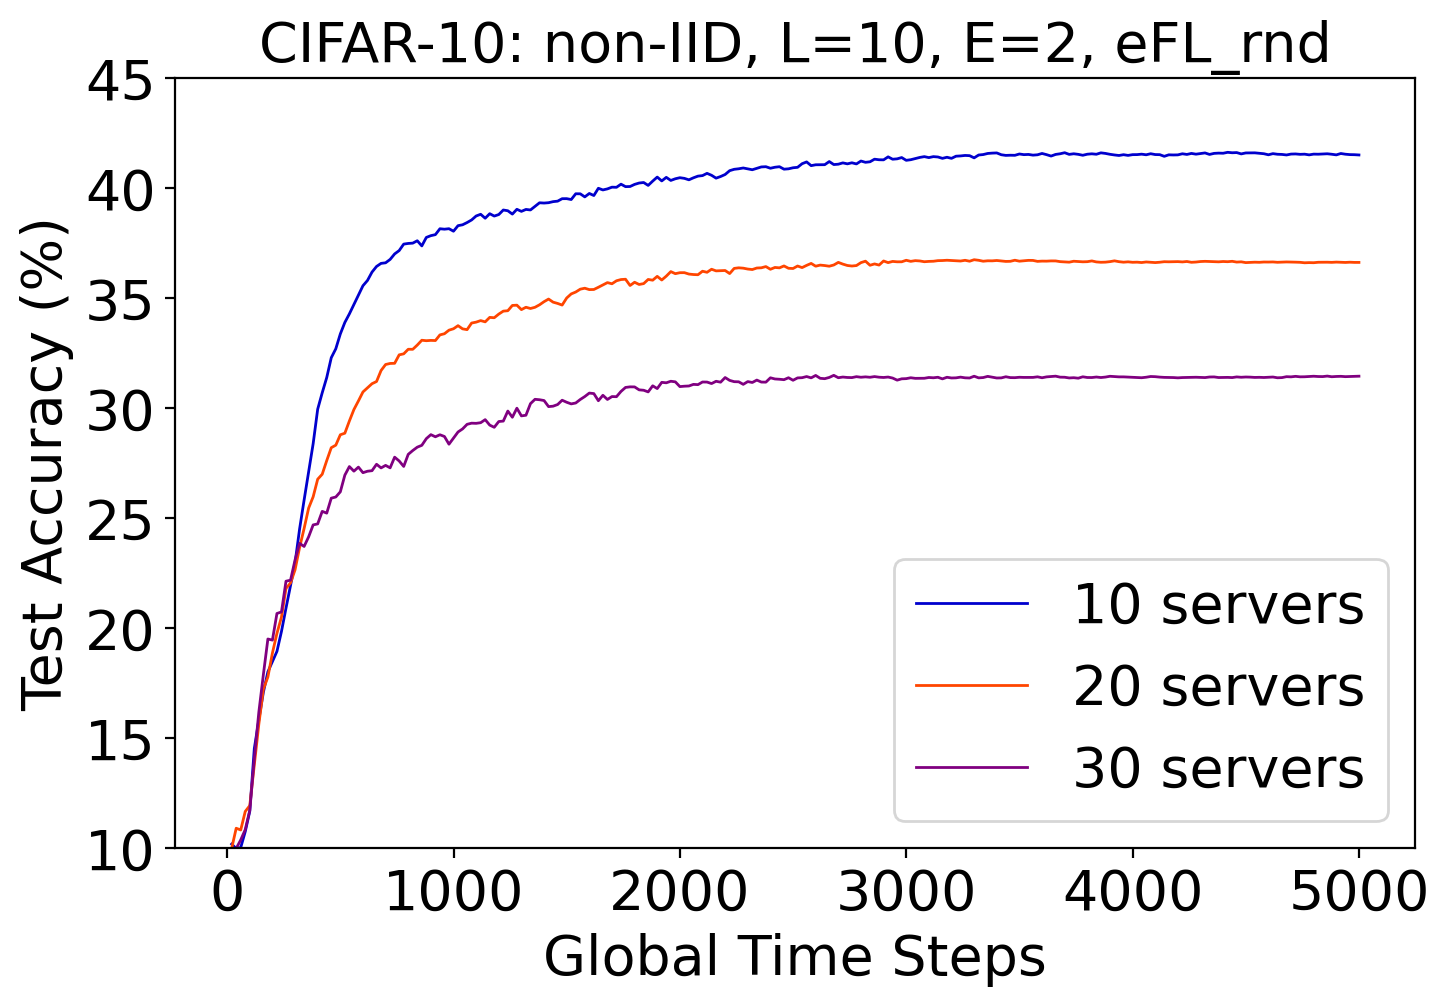 CIFAR-10: non-IID, L=10, E=2, eFL_rnd
45
40
35
30
25
20
15
10
Test Accuracy (%)
10 servers
20 servers
30 servers
0 1000 2000 3000 4000 5000
Global Time Steps